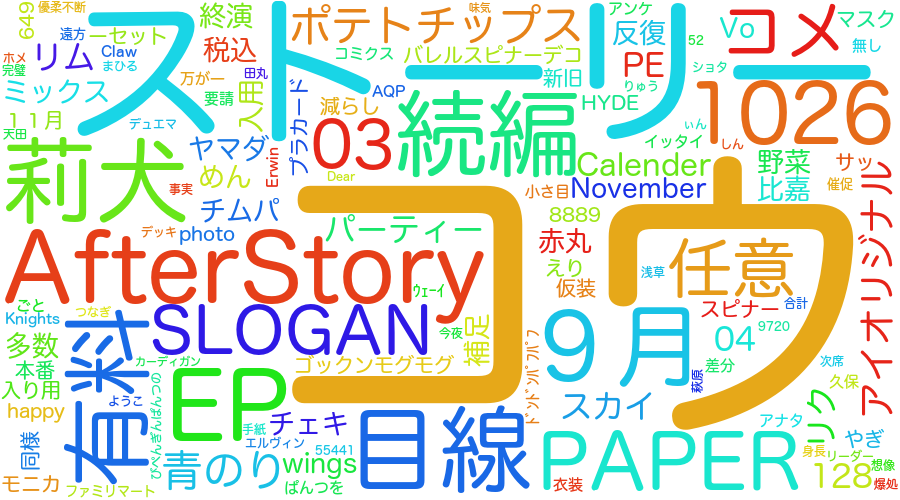 649
優柔不断
遠方
終演
ポテトチップス
味気
アンケ
コメ
マスク
Vo
無し
ーセット
Claw
リム
まひる
ホメ
完璧
ストーリー
税込
コミクス
バレルスピナーデコ
反復
52
ショタ
PE
りゅう
ミックス
万がー
田丸
入用
要請
プラカード
AQP
減らし
新旧
HYDE
1026
11月
天田
デュエマ
ヤマダ
03
続編
イッタイ
ぃん
しん
莉犬
事実
めん
Erwin
Dear
Calender
野菜
サッ
催促
比嘉
小さ目
November
アイオリジナル
チムパ
8889
デッキ
photo
パーティー
赤丸
コウ
任意
AfterStory
ｳｪｰｲ
えり
仮装
浅草
ごと
Knights
つなぎ
SLOGAN
今夜
補足
ﾄﾞﾝﾄﾞﾝﾊﾟﾌﾊﾟﾌ
スピナー
合計
9月
04
9720
多数
有料
カーディガン
ゴックンモグモグ
差分
次席
本番
EP
入り用
ようこ
ぴぺんぎんぱんつの
萩原
久保
リク
happy
チェキ
目線
スカイ
アナタ
手紙
エルヴィン
同様
青のり
55441
wings
PAPER
身長
やぎ
リーダー
モニカ
ファミリマート
ぱんつを
衣装
128
想像
爆処